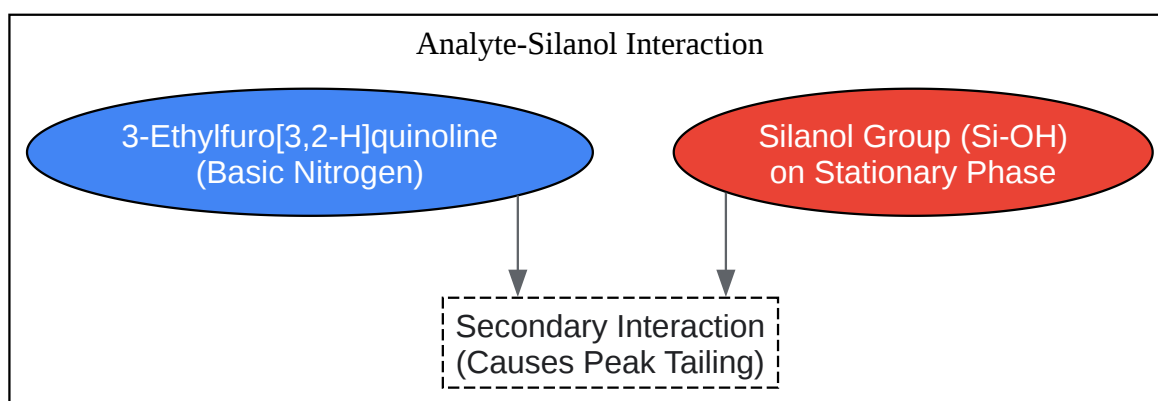 Analyte-Silanol Interaction
3-Ethylfuro[3,2-H]quinoline
(Basic Nitrogen)
Silanol Group (Si-OH)
on Stationary Phase
Secondary Interaction
(Causes Peak Tailing)